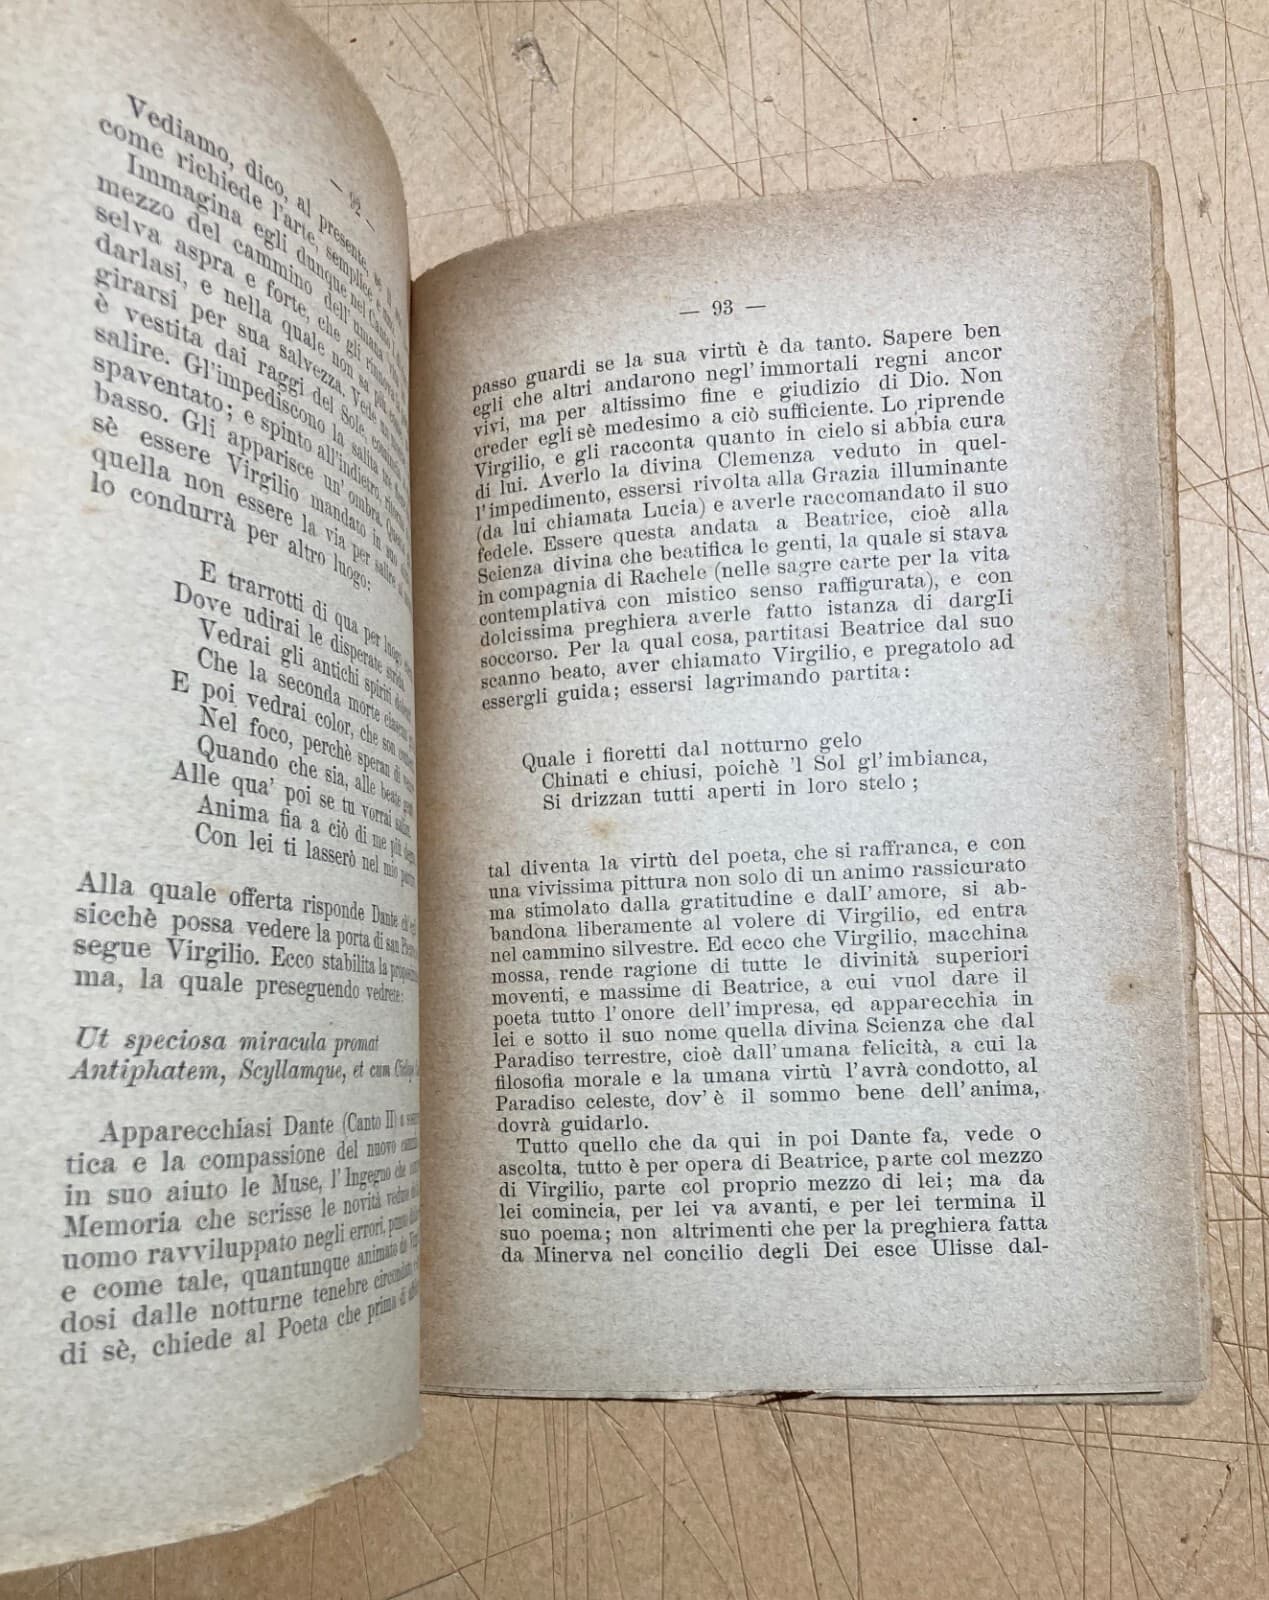 — 92 —
Vediamo, dico, al presente, se il
come richiede l'arte, semplice e uno.
Immagina egli dunque nel Canto I
mezzo del cammino dell'umana
selva aspra e forte, che gli rinnova
darlasi, e nella quale non sa più
girarsi per sua salvezza. Vede un
è vestita dai raggi del Sole,
salire. Gl'impediscono la salita tre
spaventato; e spinto all'indietro,
basso. Gli apparisce un' ombra. Questa
sè essere Virgilio mandato in suo
quella non essere la via per salire
lo condurrà per altro luogo:
E trarrotti di qua per luogo
Dove udirai le disperate strida,
Vedrai gli antichi spiriti
Che la seconda morte ciascun
E poi vedrai color, che son
Nel foco, perchè speran di
Quando che sia, alle beate
Alle qua' poi se tu vorrai salire,
Anima fia a ciò di me più
Con lei ti lasserò nel mio
Alla quale offerta risponde Dante
sicchè possa vedere la porta di san
segue Virgilio. Ecco stabilita la
ma, la quale preseguendo vedrete:
Ut speciosa miracula promat
Antiphatem, Scyllamque, et cum
Apparecchiasi Dante (Canto II) a
tica e la compassione del nuovo
in suo aiuto le Muse, l'Ingegno che
Memoria che scrisse le novità vedute
uomo ravviluppato negli errori,
e come tale, quantunque animato da
dosi dalle notturne tenebre
di sè, chiede al Poeta che prima di
— 93 —
passo guardi se la sua virtù è da tanto. Sapere ben
egli che altri andarono negl'immortali regni ancor
vivi, ma per altissimo fine e giudizio di Dio. Non
creder egli sè medesimo a ciò sufficiente. Lo riprende
Virgilio, e gli racconta quanto in cielo si abbia cura
di lui. Averlo la divina Clemenza veduto in quel-
l'impedimento, essersi rivolta alla Grazia illuminante
(da lui chiamata Lucia) e averle raccomandato il suo
fedele. Essere questa andata a Beatrice, cioè alla
Scienza divina che beatifica le genti, la quale si stava
in compagnia di Rachele (nelle sagre carte per la vita
contemplativa con mistico senso raffigurata), e con
dolcissima preghiera averle fatto istanza di dargIi
soccorso. Per la qual cosa, partitasi Beatrice dal suo
scanno beato, aver chiamato Virgilio, e pregatolo ad
essergli guida; essersi lagrimando partita:
Quale i fioretti dal notturno gelo
Chinati e chiusi, poichè 'l Sol gl'imbianca,
Si drizzan tutti aperti in loro stelo;
tal diventa la virtù del poeta, che si raffranca, e con
una vivissima pittura non solo di un animo rassicurato
ma stimolato dalla gratitudine e dall'amore, si ab-
bandona liberamente al volere di Virgilio, ed entra
nel cammino silvestre. Ed ecco che Virgilio, macchina
mossa, rende ragione di tutte le divinità superiori
moventi, e massime di Beatrice, a cui vuol dare il
poeta tutto l'onore dell'impresa, ed apparecchia in
lei e sotto il suo nome quella divina Scienza che dal
Paradiso terrestre, cioè dall'umana felicità, a cui la
filosofia morale e la umana virtù l'avrà condotto, al
Paradiso celeste, dov'è il sommo bene dell'anima,
dovrà guidarlo.
Tutto quello che da qui in poi Dante fa, vede o
ascolta, tutto è per opera di Beatrice, parte col mezzo
di Virgilio, parte col proprio mezzo di lei; ma da
lei comincia, per lei va avanti, e per lei termina il
suo poema; non altrimenti che per la preghiera fatta
da Minerva nel concilio degli Dei esce Ulisse dal-